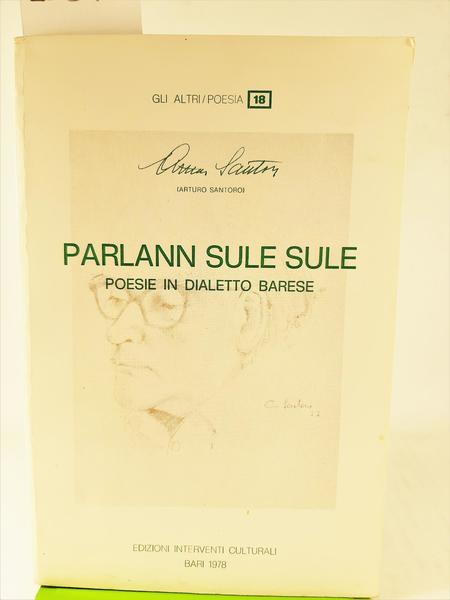 GLI ALTRI/POESIA 18
(ARTURO SANTORO)
PARLANN SULE SULE
POESIE IN DIALETTO BARESE
EDIZIONI INTERVENTI CULTURALI
BARI 1978